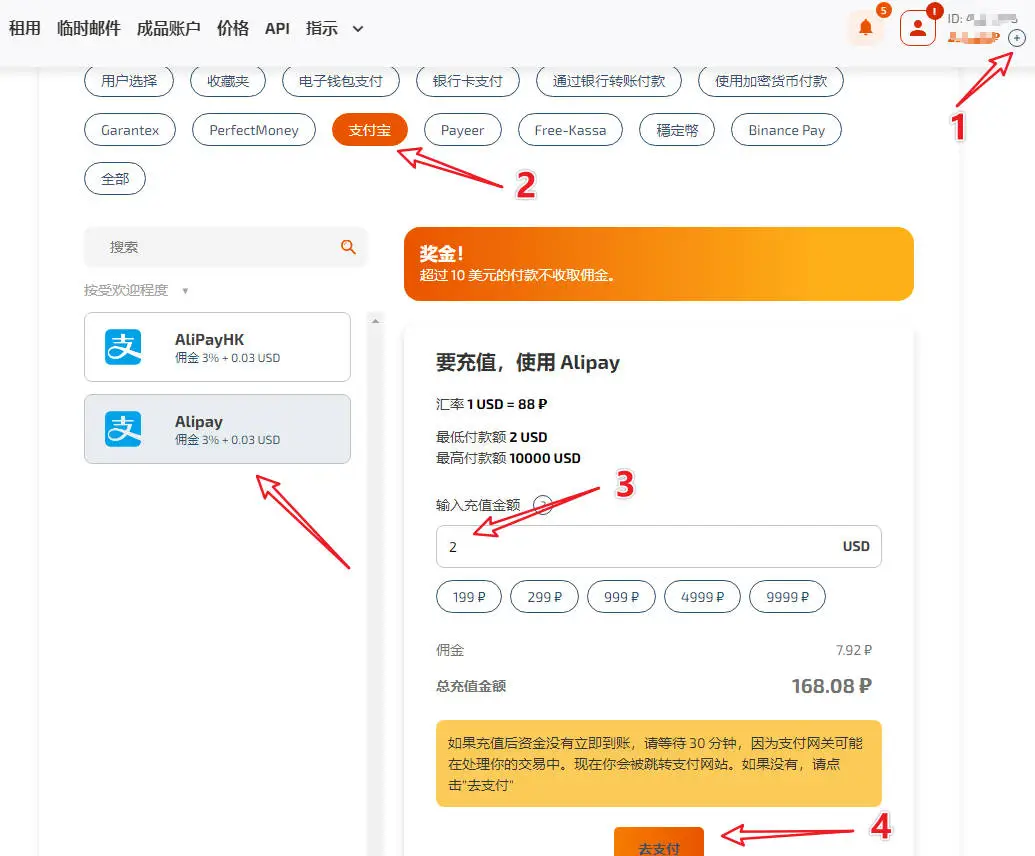 租用 临时邮件 成品账户 价格 API 指示
5
!
ID:
1
用户选择 收藏夹 电子钱包支付 银行卡支付 通过银行转账付款 使用加密货币付款
Garantex PerfectMoney 支付宝 Payeer Free-Kassa 穩定幣 Binance Pay
全部
2
搜索
按受欢迎程度
AliPayHK
佣金 3% + 0.03 USD
Alipay
佣金 3% + 0.03 USD
奖金!
超过 10 美元的付款不收取佣金。
要充值，使用 Alipay
汇率 1 USD = 88 ₽
最低付款额 2 USD
最高付款额 10000 USD
输入充值金额 ?
3
2 USD
199 ₽ 299 ₽ 999 ₽ 4999 ₽ 9999 ₽
佣金 7.92 ₽
总充值金额 168.08 ₽
如果充值后资金没有立即到账，请等待 30 分钟，因为支付网关可能
在处理你的交易中。现在你会被跳转支付网站。如果没有，请点
击"去支付"
去支付
4